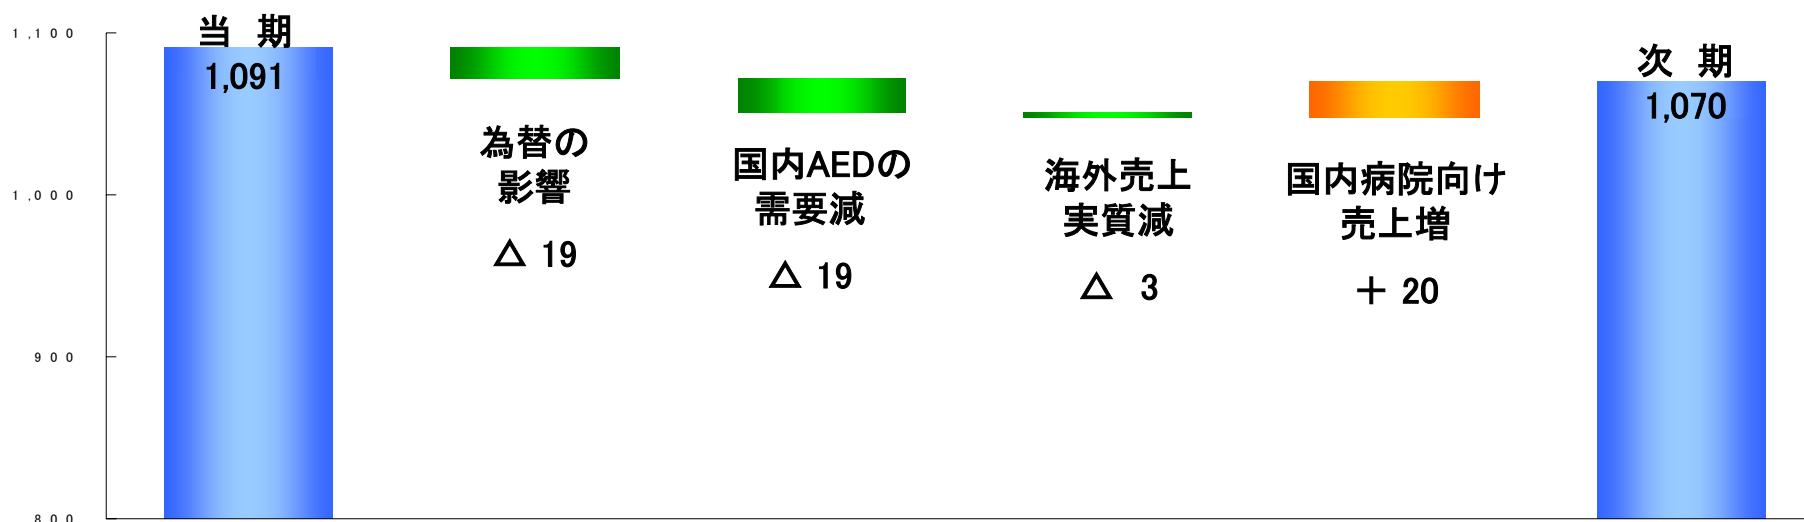 1,100
1,000
900
800
当 期
1,091
為替の
影響
△ 19
国内AEDの
需要減
△ 19
海外売上
実質減
△ 3
国内病院向け
売上増
＋ 20
次 期
1,070